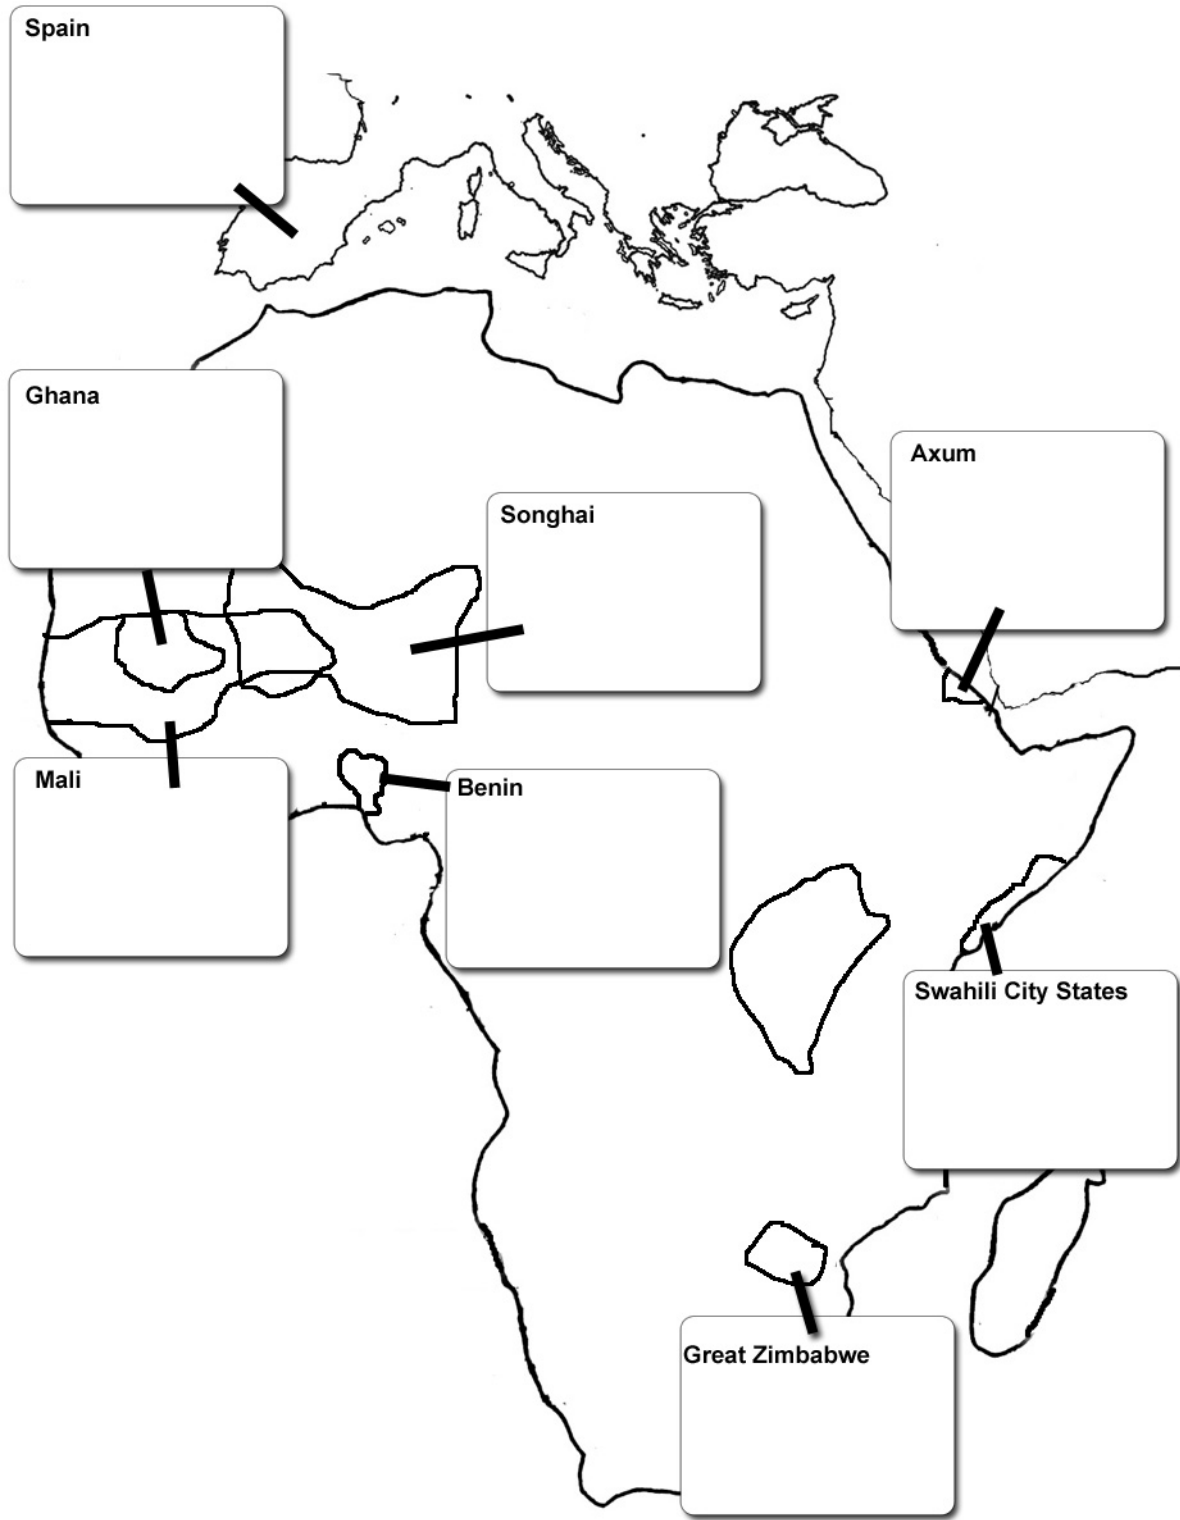 Spain
Ghana
Axum
Songhai
Mali
Benin
Swahili City States
Great Zimbabwe